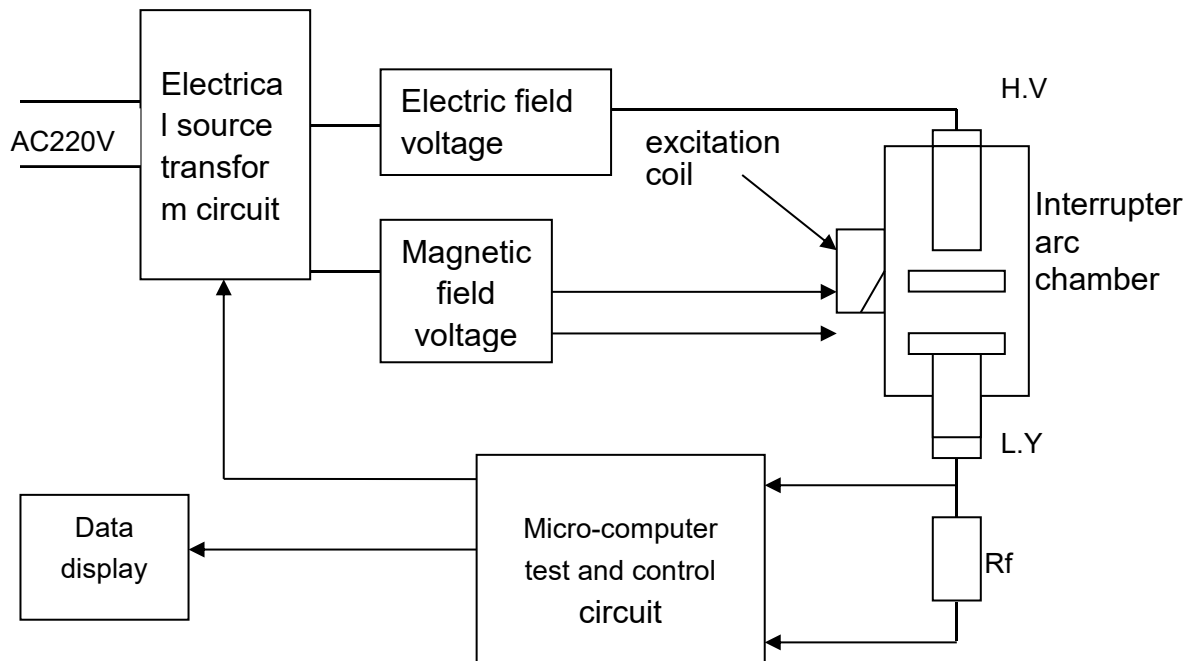 Electrica
l source
transfor
m circuit
AC220V
Electric field
voltage
H.V
excitation
coil
Interrupter
arc
chamber
Magnetic
field
voltage
L.Y
Data
display
Micro-computer
test and control
circuit
Rf